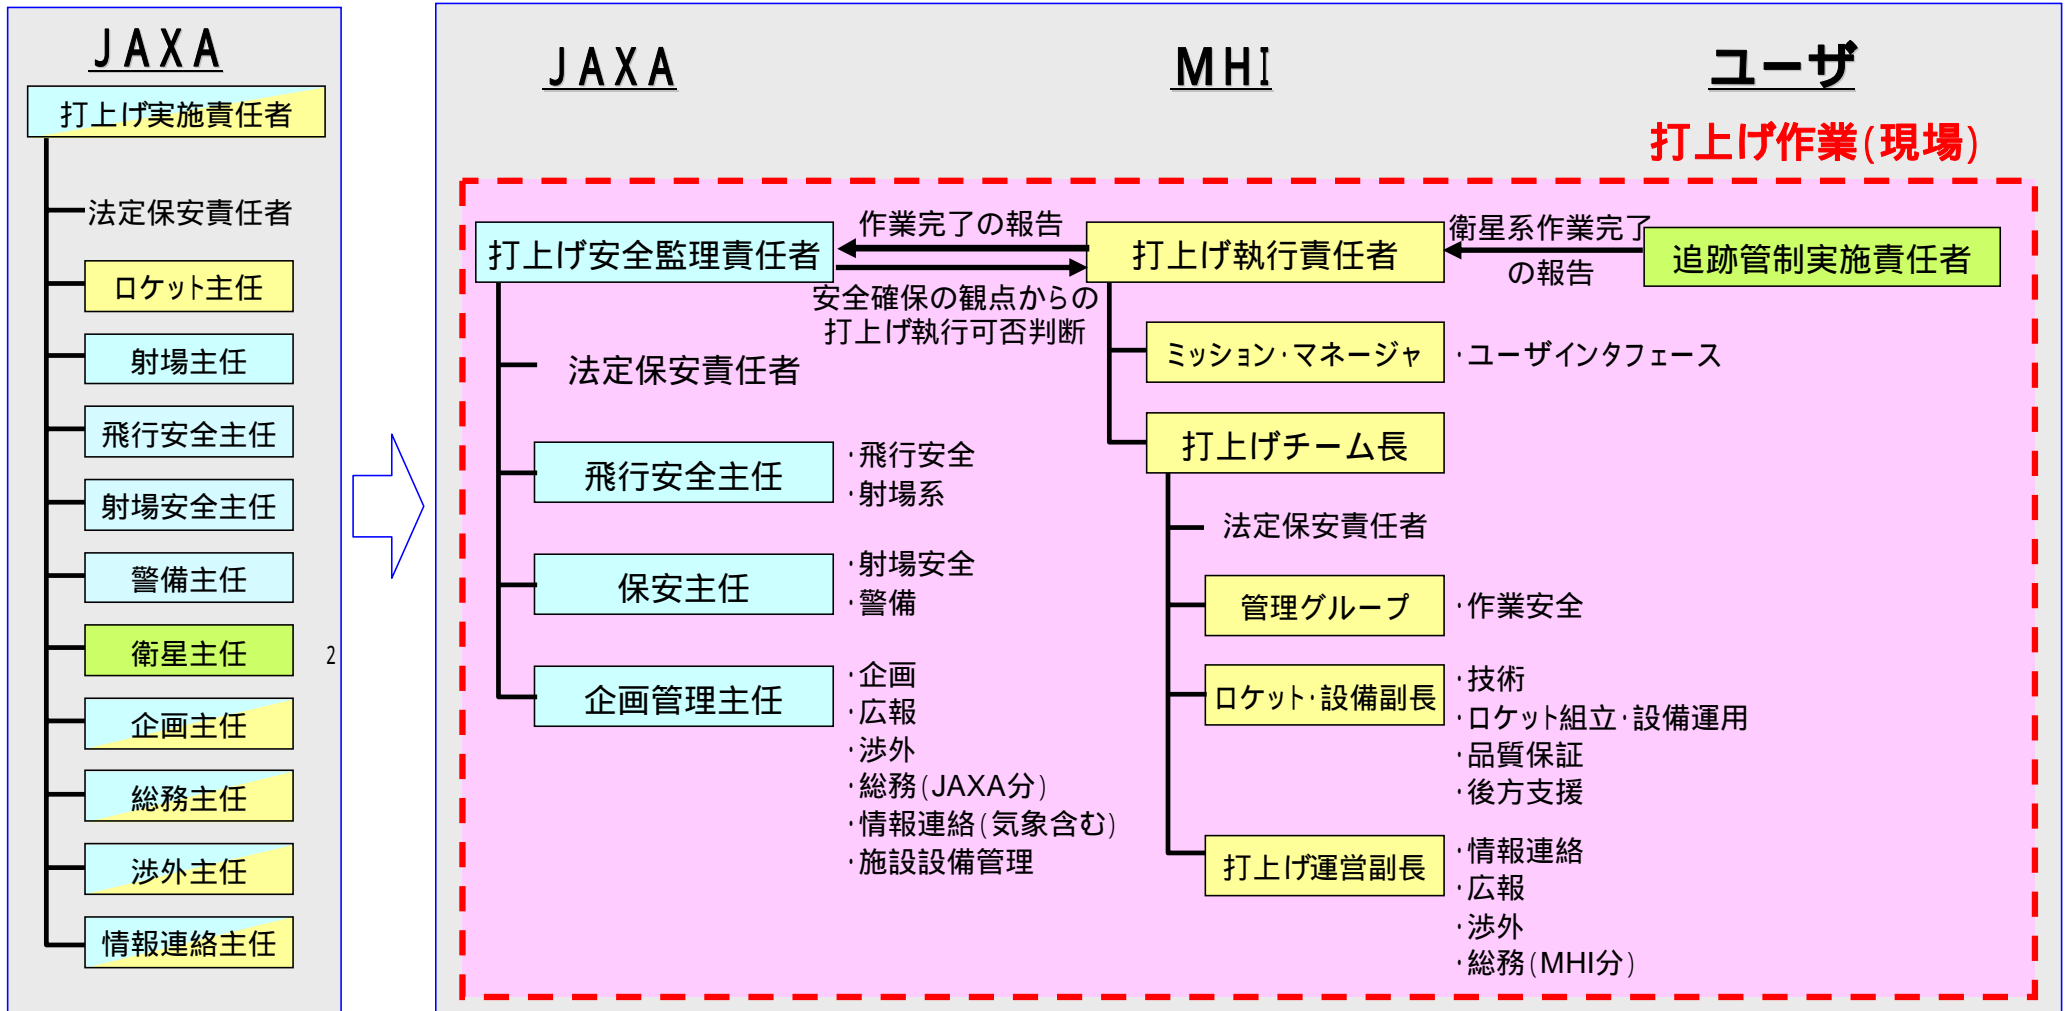 JAXA
打上げ実施責任者
法定保安責任者
ロケット主任
射場主任
飛行安全主任
射場安全主任
警備主任
衛星主任
2
企画主任
総務主任
渉外主任
情報連絡主任
JAXA
MHI
ユーザ
打上げ作業(現場)
打上げ安全監理責任者
作業完了の報告
安全確保の観点からの
打上げ執行可否判断
打上げ執行責任者
衛星系作業完了
の報告
追跡管制実施責任者
法定保安責任者
飛行安全主任
・飛行安全
・射場系
保安主任
・射場安全
・警備
企画管理主任
・企画
・広報
・渉外
・総務(JAXA分)
・情報連絡(気象含む)
・施設設備管理
ミッション・マネージャ
・ユーザインタフェース
打上げチーム長
法定保安責任者
管理グループ
・作業安全
ロケット・設備副長
・技術
・ロケット組立・設備運用
・品質保証
・後方支援
打上げ運営副長
・情報連絡
・広報
・渉外
・総務(MHI分)